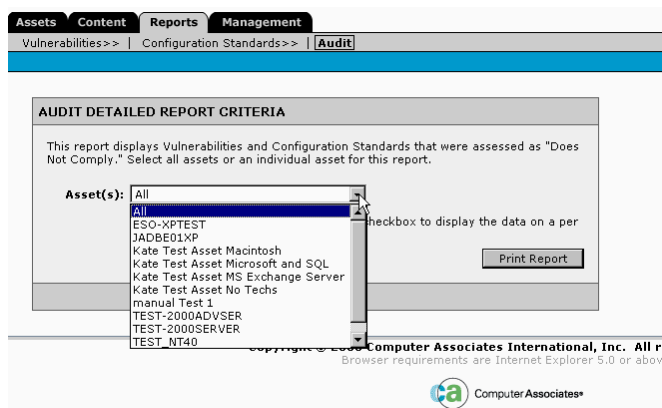 Assets Content Reports Management
Vulnerabilities>> | Configuration Standards>> | Audit
AUDIT DETAILED REPORT CRITERIA
This report displays Vulnerabilities and Configuration Standards that were assessed as "Does
Not Comply." Select all assets or an individual asset for this report.
Asset(s): All
All
ESO-XPTEST
JADBE01XP
Kate Test Asset Macintosh
Kate Test Asset Microsoft and SQL
Kate Test Asset MS Exchange Server
Kate Test Asset No Techs
manual Test 1
TEST-2000ADVSER
TEST-2000SERVER
TEST_NT40
checkbox to display the data on a per
Print Report
Computer Associates International, Inc. All r
Browser requirements are Internet Explorer 5.0 or abov
ca Computer Associates